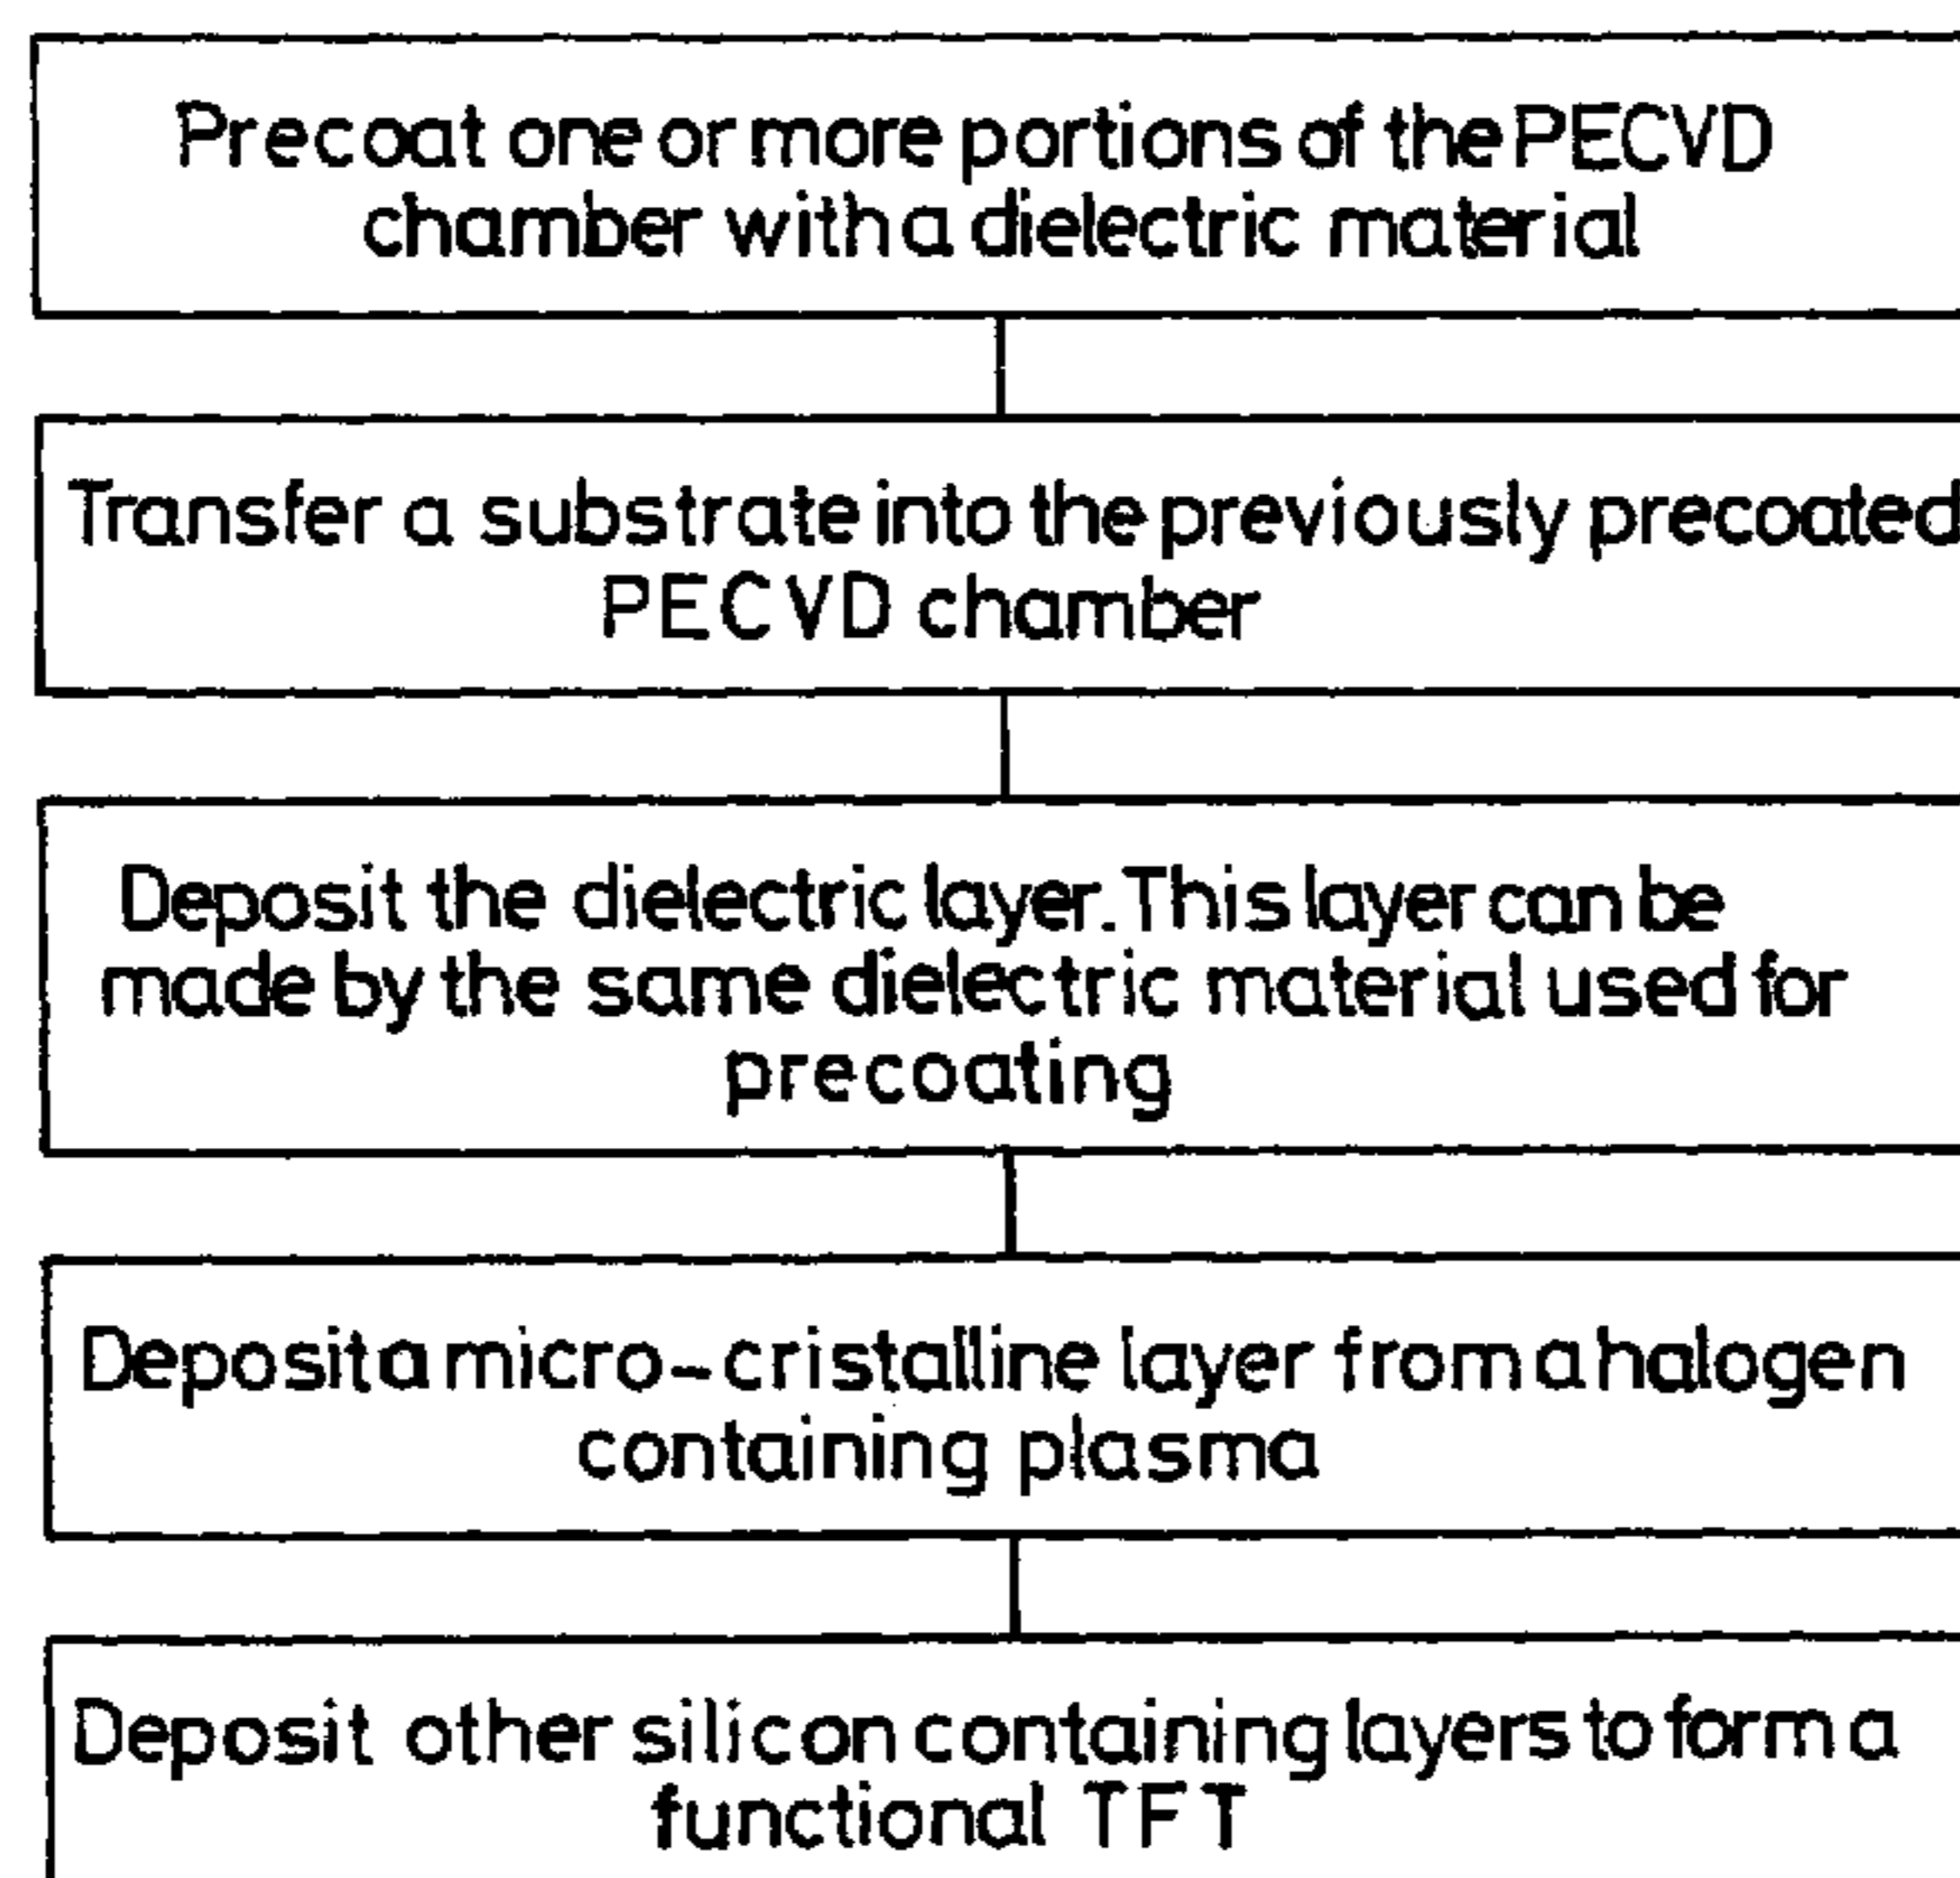 Precoat one or more portions of the PECVD
chamber with a dielectric material
Transfer a substrate into the previously precoated
PECVD chamber
Deposit the dielectric layer. This layer can be
made by the same dielectric material used for
precoating
Deposit a micro-cristalline layer from a halogen
containing plasma
Deposit other silicon containing layers to form a
functional TFT